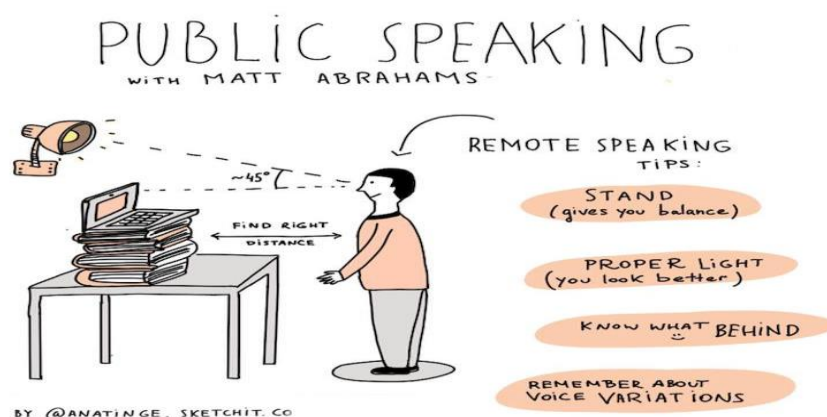 PUBLIC SPEAKING
WITH MATT ABRAHAMS
REMOTE SPEAKING
TIPS:
~45°
FIND RIGHT
DISTANCE
STAND
(gives you balance)
PROPER LIGHT
(you look better)
KNOW WHAT BEHIND
REMEMBER ABOUT
VOICE VARIATIONS
BY @ANATINGE, SKETCHIT.CO